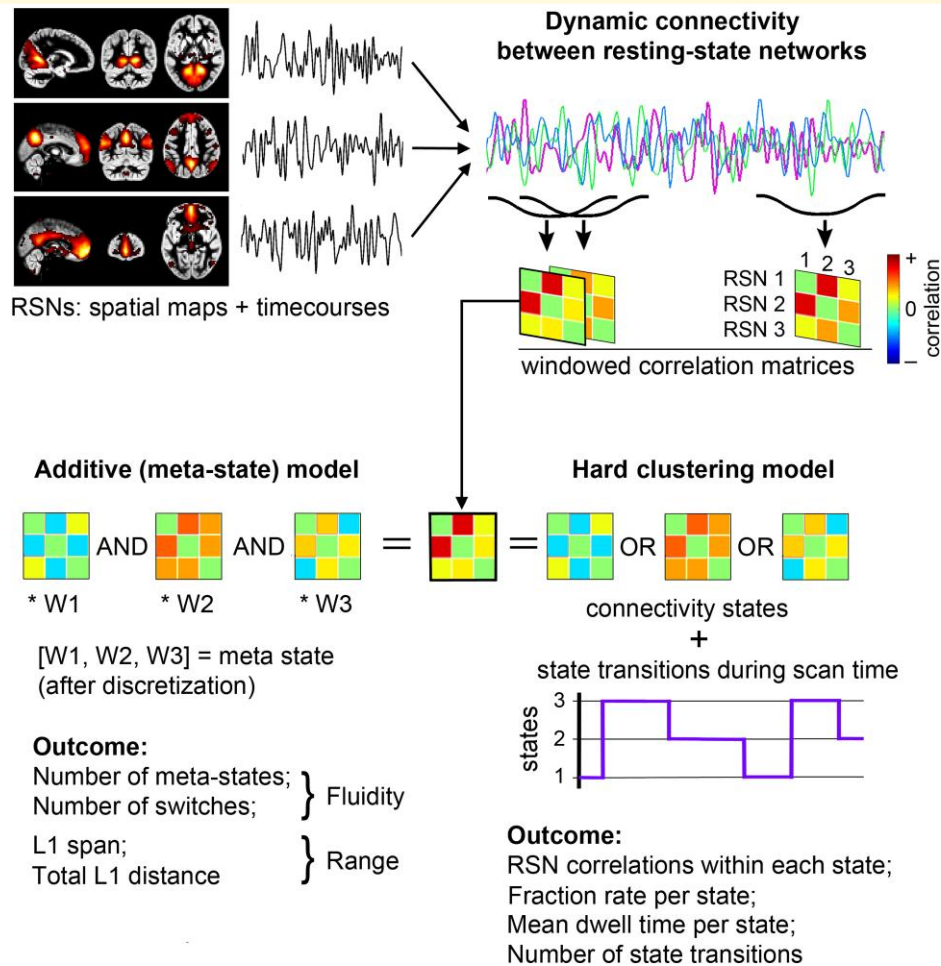 Dynamic connectivity
between resting-state networks
RSNs: spatial maps + timecourses
1 2 3
RSN 1
RSN 2
RSN 3
+
0
–
correlation
windowed correlation matrices
Additive (meta-state) model
AND AND =
* W1 * W2 * W3
[W1, W2, W3] = meta state
(after discretization)
Outcome:
Number of meta-states;
Number of switches;
} Fluidity
L1 span;
Total L1 distance
} Range
Hard clustering model
= OR OR
connectivity states
+
state transitions during scan time
states
3
2
1
Outcome:
RSN correlations within each state;
Fraction rate per state;
Mean dwell time per state;
Number of state transitions